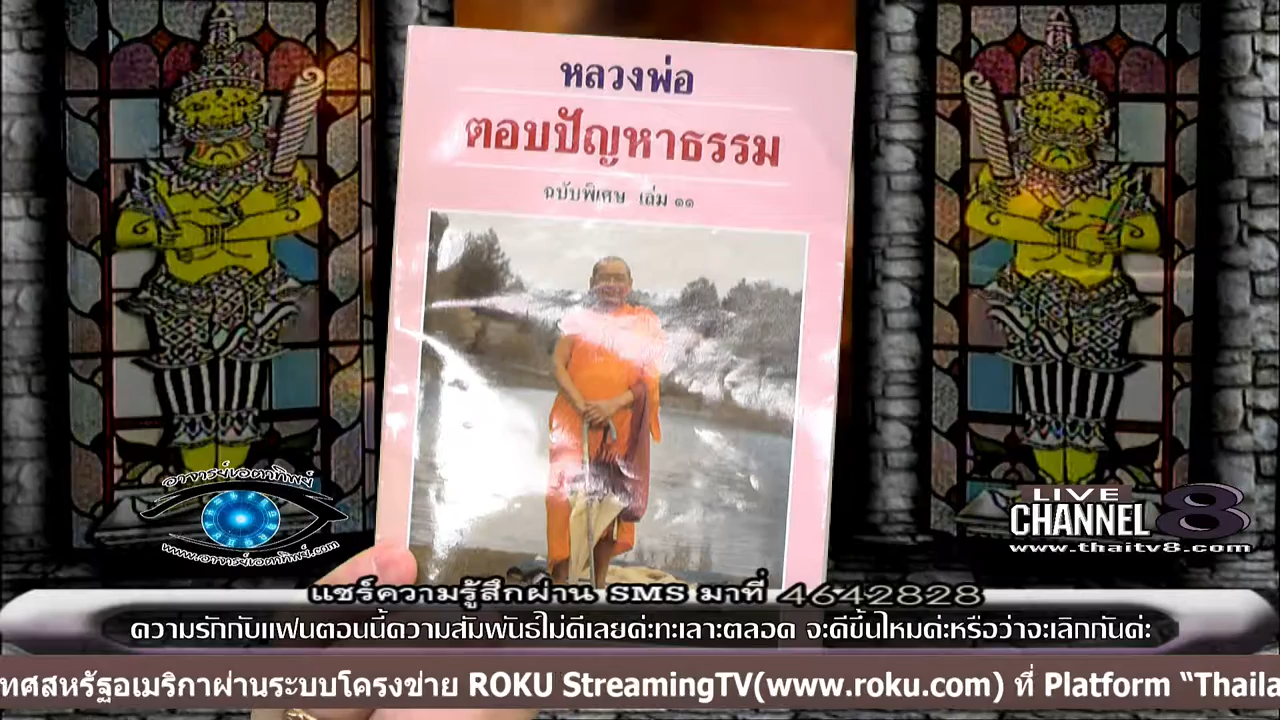 หลวงพ่อ
ตอบปัญหาธรรม
ฉบับพิเศษ เล่ม ๑๑
อาจารย์เอตาทิพย์
www.อาจารย์เอตาทิพย์.com
LIVE
CHANNEL 8
www.thaitv8.com
แชร์ความรู้สึกผ่าน SMS มาที่ 4642828
ความรักกับแฟนตอนนี้ความสัมพันธ์ไม่ดีเลยค่ะทะเลาะตลอด จะดีขึ้นไหมค่ะหรือว่าจะเลิกกันค่ะ
ทศสหรัฐอเมริกาผ่านระบบโครงข่าย ROKU StreamingTV(www.roku.com) ที่ Platform “Thaila